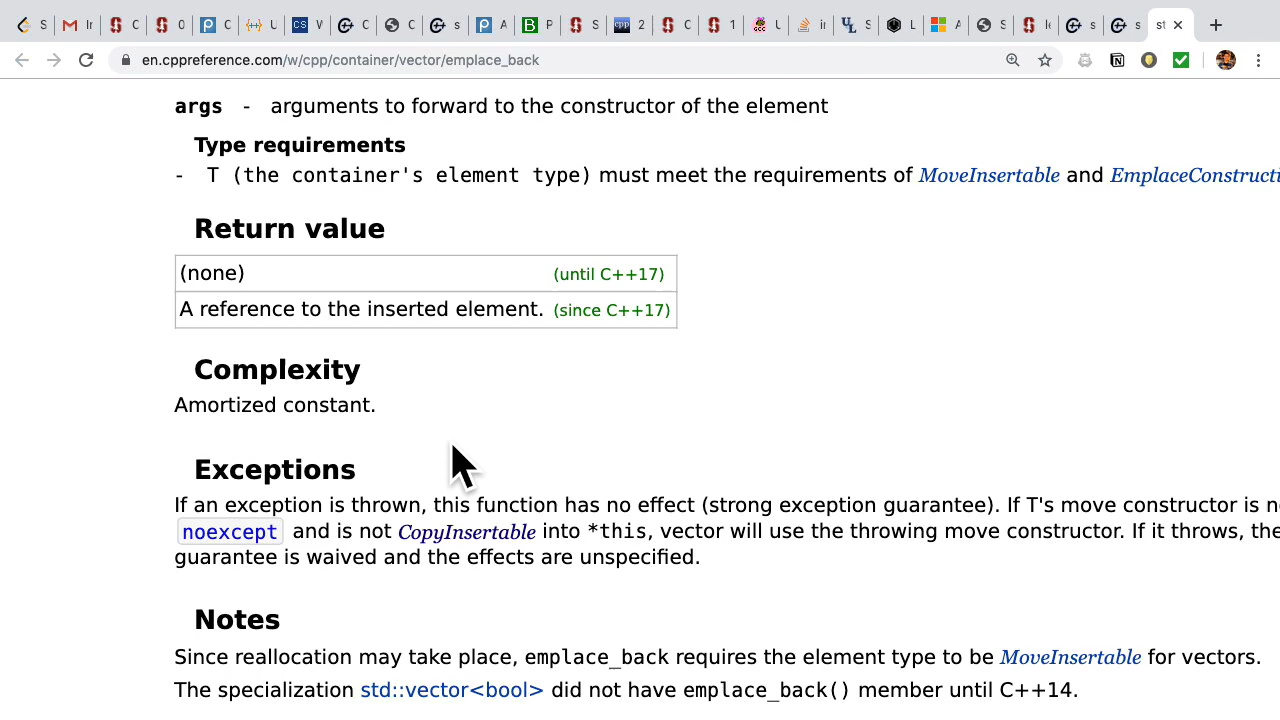 en.cppreference.com/w/cpp/container/vector/emplace_back
args - arguments to forward to the constructor of the element
Type requirements
- T (the container's element type) must meet the requirements of MoveInsertable and EmplaceConstructi
Return value
(none) (until C++17)
A reference to the inserted element. (since C++17)
Complexity
Amortized constant.
Exceptions
If an exception is thrown, this function has no effect (strong exception guarantee). If T's move constructor is
noexcept and is not CopyInsertable into *this, vector will use the throwing move constructor. If it throws, the
guarantee is waived and the effects are unspecified.
Notes
Since reallocation may take place, emplace_back requires the element type to be MoveInsertable for vectors.
The specialization std::vector<bool> did not have emplace_back() member until C++14.